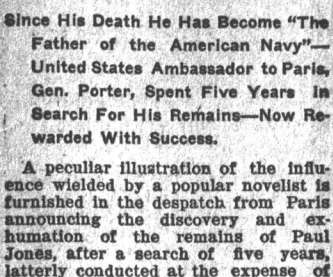 Since His Death He Has Become "The
Father of the American Navy"—
United States Ambassador to Paris,
Gen. Porter, Spent Five Years In
Search For His Remains—Now Re-
warded With Success.
A peculiar illustration of the influ-
ence wielded by a popular novelist is
furnished in the despatch from Paris
announcing the discovery and ex-
humation of the remains of Paul
Jones, after a search of five years,
latterly conducted at the expense of